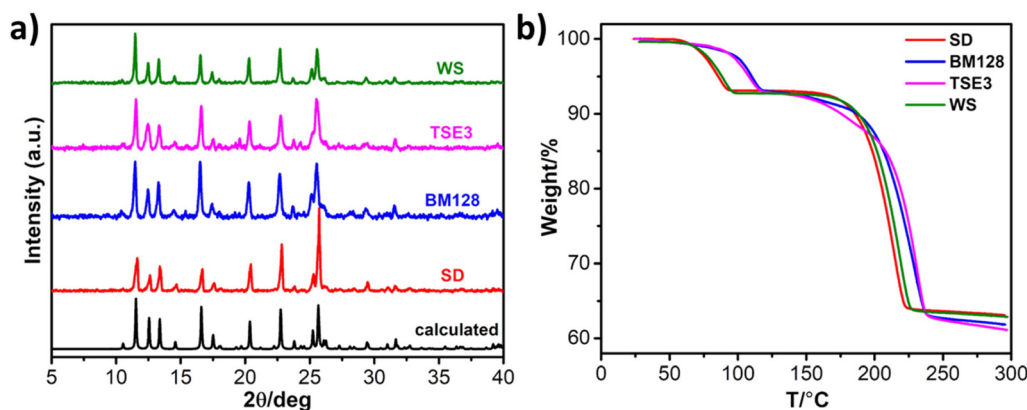 a)
WS
TSE3
BM128
SD
calculated
Intensity (a.u.)
5 10 15 20 25 30 35 40
2θ/deg
b)
SD
BM128
TSE3
WS
100
90
80
70
60
Weight/%
0 50 100 150 200 250 300
T/°C